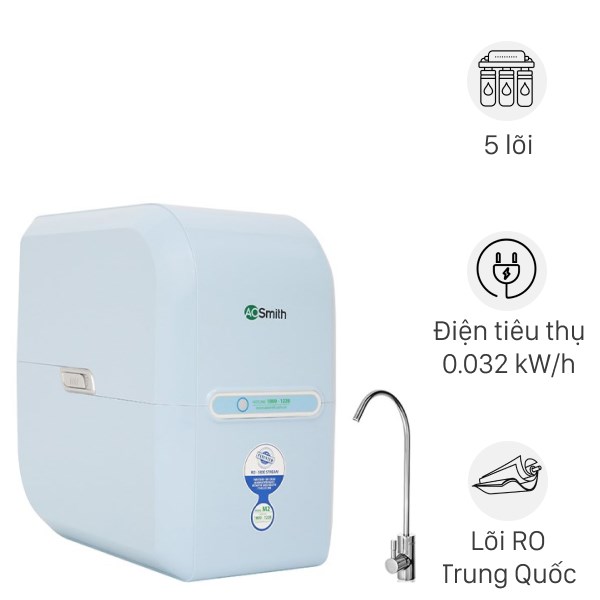 5 lõi
AOSmith
Điện tiêu thụ
0.032 kW/h
Lõi RO
Trung Quốc